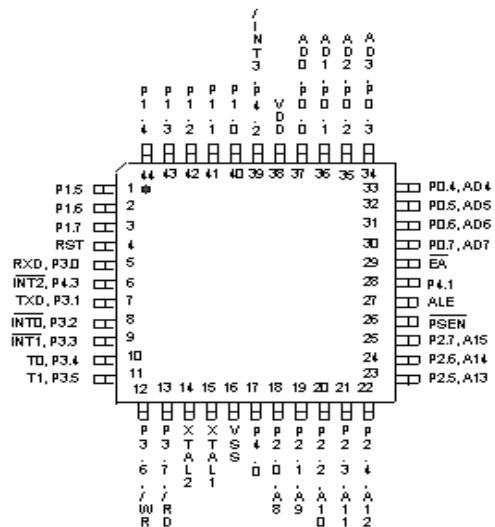 P1.4
P1.3
P1.2
P1.1
P1.0
/INT3,P4.2
VDD
AD0,P0.0
AD1,P0.1
AD2,P0.2
AD3,P0.3
44 43 42 41 40 39 38 37 36 35 34
P1.5 1
P1.6 2
P1.7 3
RST 4
RXD, P3.0 5
INT2, P4.3 6
TXD, P3.1 7
INT0, P3.2 8
INT1, P3.3 9
T0, P3.4 10
T1, P3.5 11
33 P0.4, AD4
32 P0.5, AD5
31 P0.6, AD6
30 P0.7, AD7
29 EA
28 P4.1
27 ALE
26 PSEN
25 P2.7, A15
24 P2.6, A14
23 P2.5, A13
12 13 14 15 16 17 18 19 20 21 22
P3.6,/WR
P3.7,/RD
XTAL2
XTAL1
VSS
P4.0
P2.0,A8
P2.1,A9
P2.2,A10
P2.3,A11
P2.4,A12